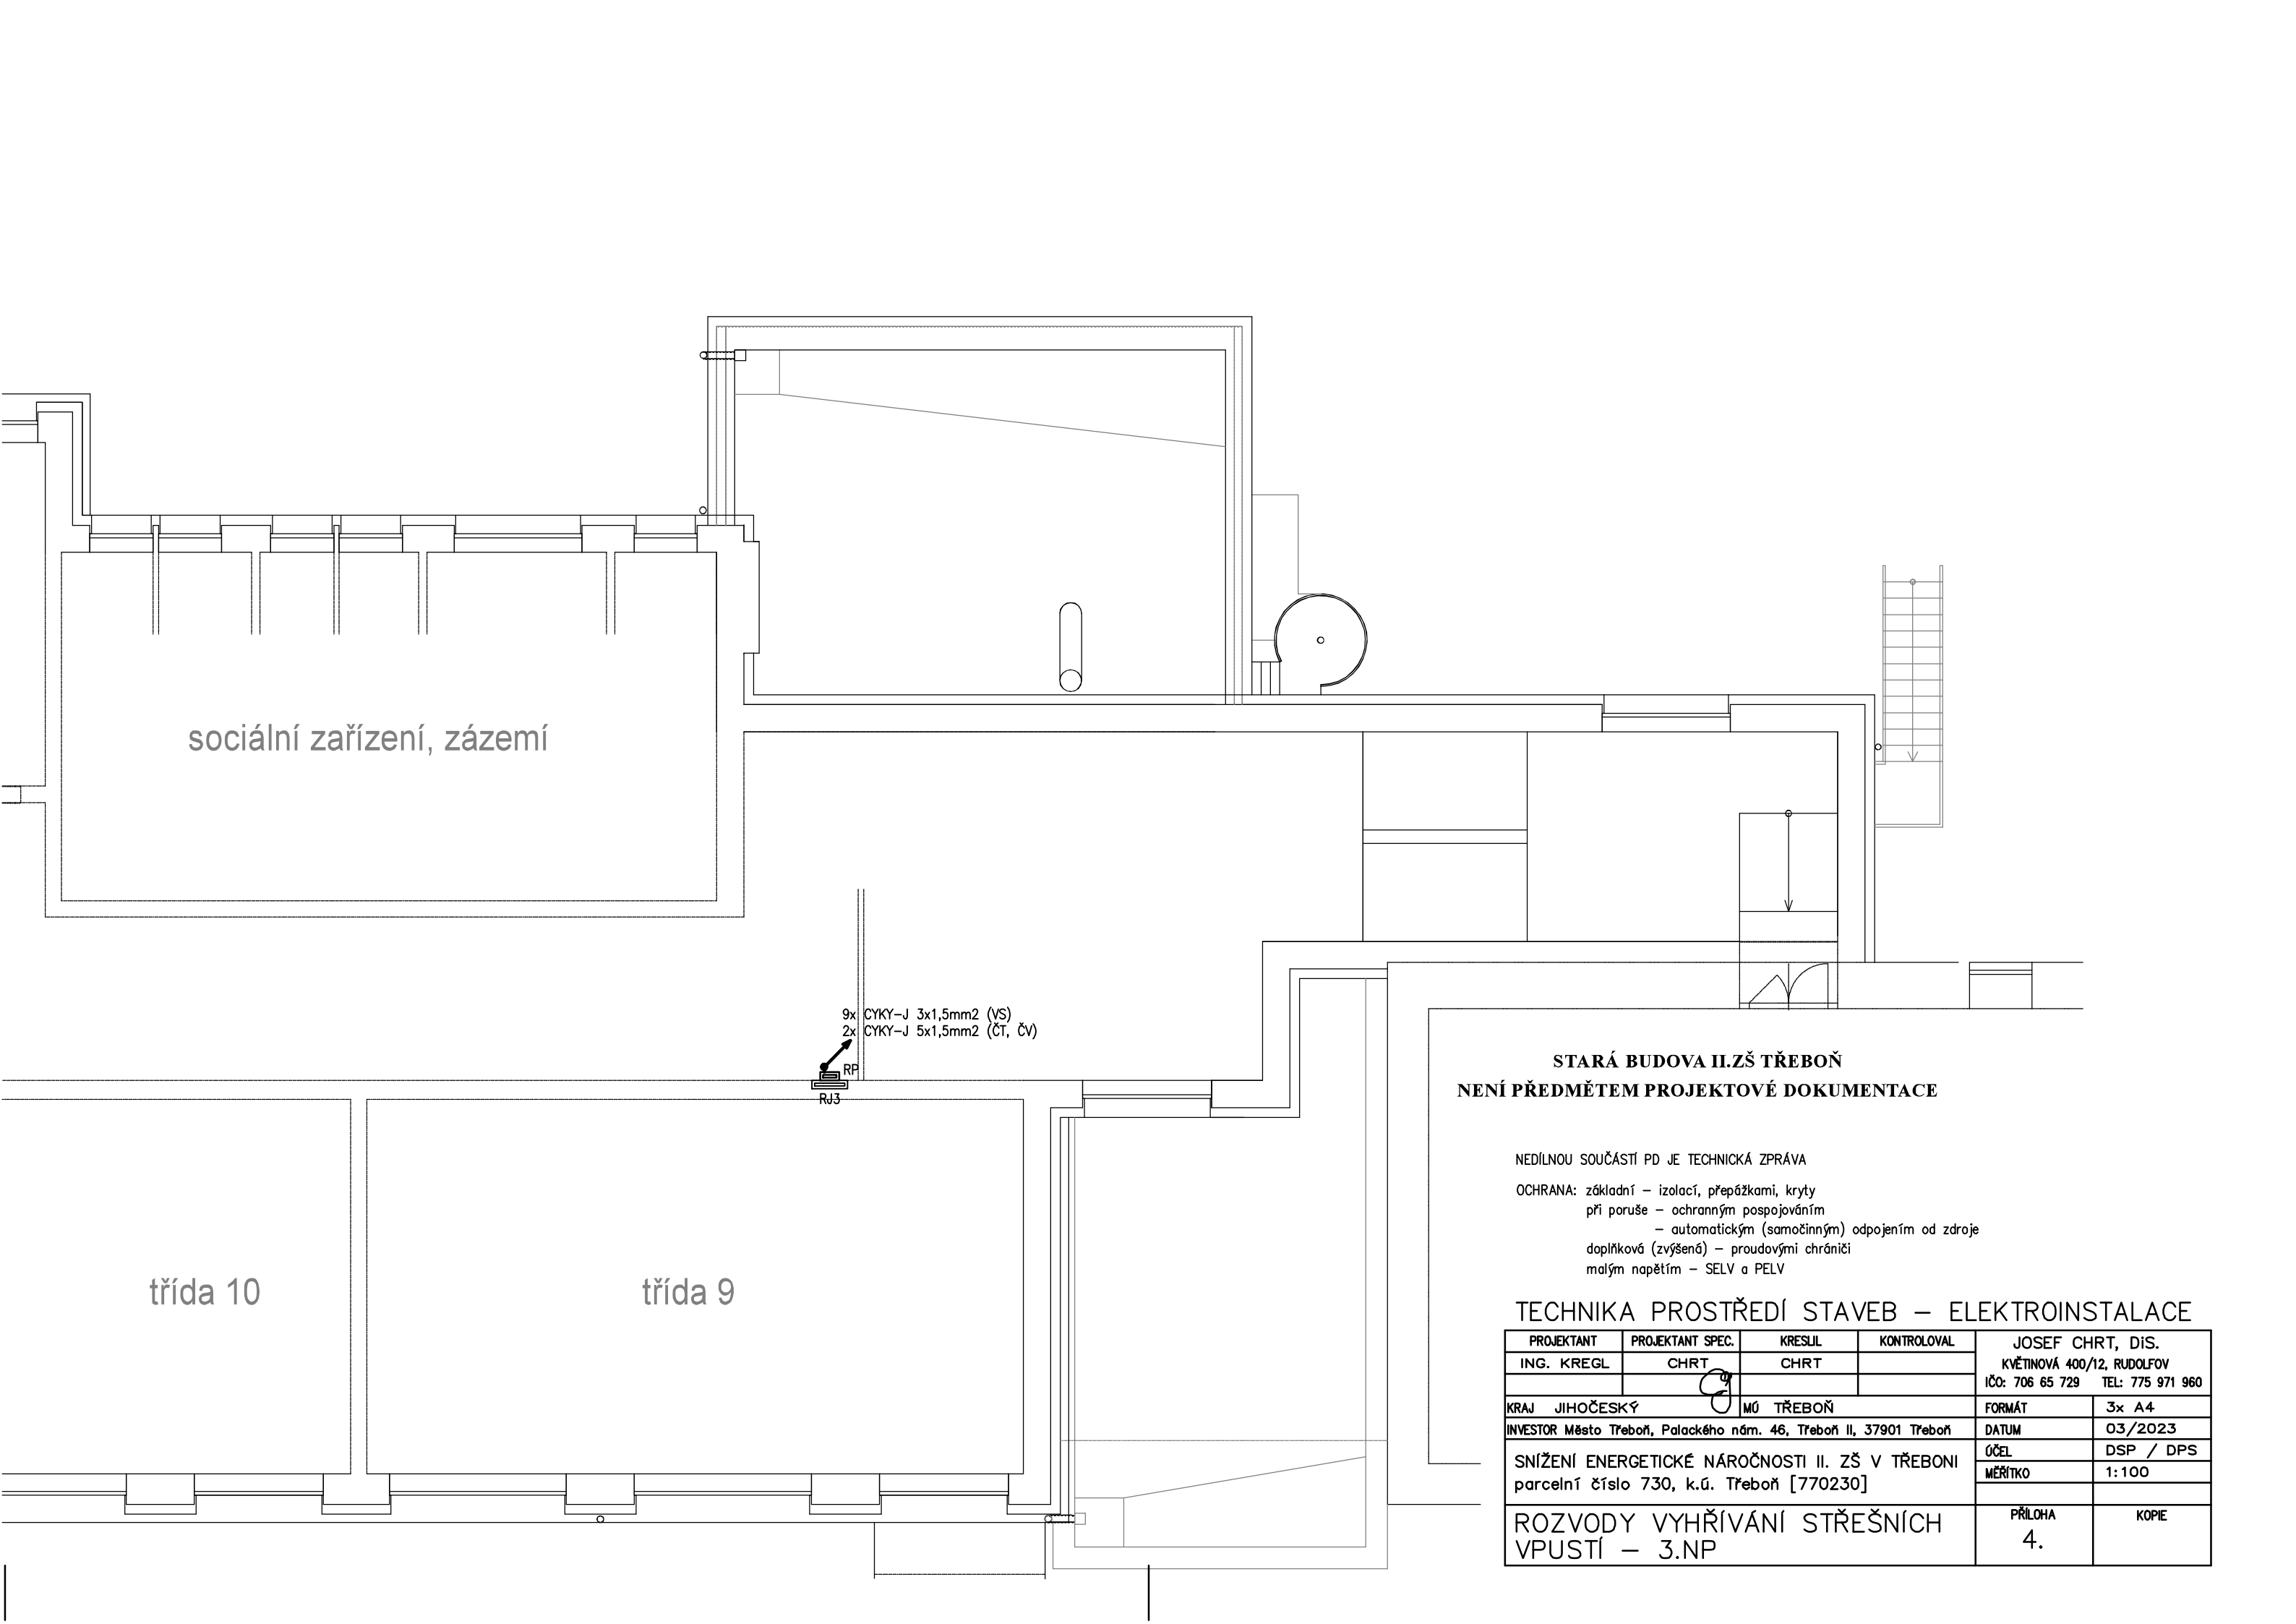 sociální zařízení, zázemí
9x CYKY-J 3x1,5mm2 (VS)
2x CYKY-J 5x1,5mm2 (ČT, ČV)
RP
RJ3
třída 10
třída 9
STARÁ BUDOVA II.ZŠ TŘEBOŇ
NENÍ PŘEDMĚTEM PROJEKTOVÉ DOKUMENTACE
NEDÍLNOU SOUČÁSTÍ PD JE TECHNICKÁ ZPRÁVA
OCHRANA: základní – izolací, přepážkami, kryty
při poruše – ochranným pospojováním
– automatickým (samočinným) odpojením od zdroje
doplňková (zvýšená) – proudovými chrániči
malým napětím – SELV a PELV
TECHNIKA PROSTŘEDÍ STAVEB – ELEKTROINSTALACE
PROJEKTANT PROJEKTANT SPEC. KRESLIL KONTROLOVAL
ING. KREGL CHRT CHRT
JOSEF CHRT, DiS.
KVĚTINOVÁ 400/12, RUDOLFOV
IČO: 706 65 729 TEL: 775 971 960
KRAJ JIHOČESKÝ MÚ TŘEBOŇ
INVESTOR Město Třeboň, Palackého nám. 46, Třeboň II, 37901 Třeboň
FORMÁT 3x A4
DATUM 03/2023
ÚČEL DSP / DPS
MĚŘÍTKO 1:100
SNÍŽENÍ ENERGETICKÉ NÁROČNOSTI II. ZŠ V TŘEBONI
parcelní číslo 730, k.ú. Třeboň [770230]
ROZVODY VYHŘÍVÁNÍ STŘEŠNÍCH
VPUSTÍ – 3.NP
PŘÍLOHA KOPIE
4.